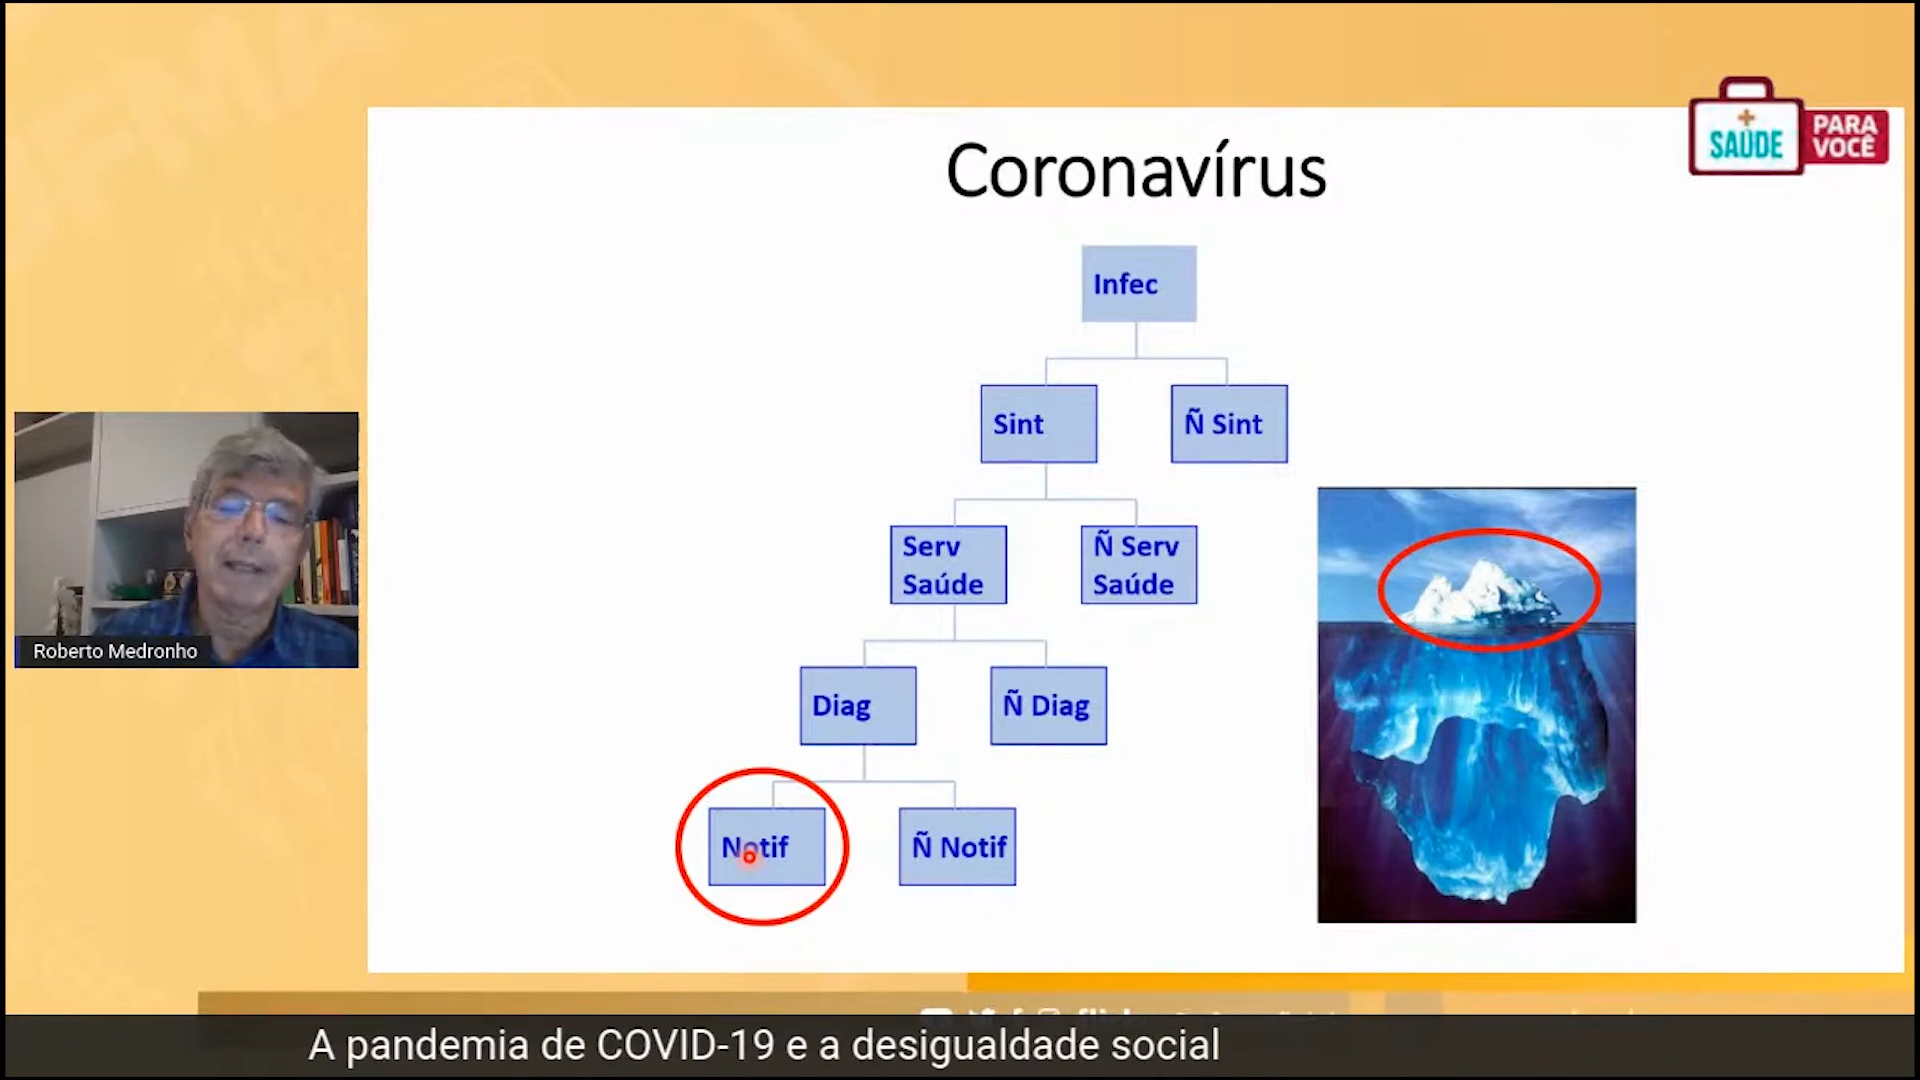 SAÚDE
PARA
VOCÊ
Coronavírus
Infec
Sint
Ñ Sint
Serv
Saúde
Ñ Serv
Saúde
Diag
Ñ Diag
Notif
Ñ Notif
Roberto Medronho
A pandemia de COVID-19 e a desigualdade social